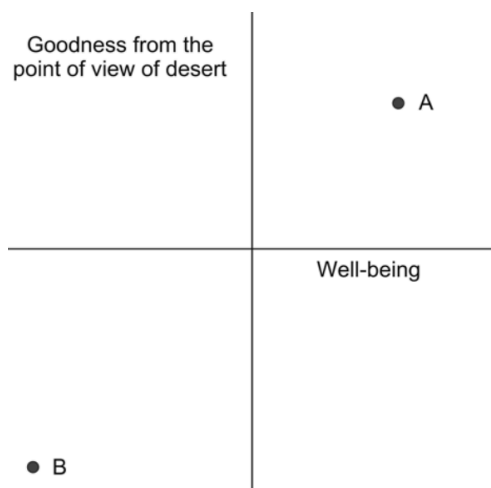 Goodness from the
point of view of desert
A
Well-being
B